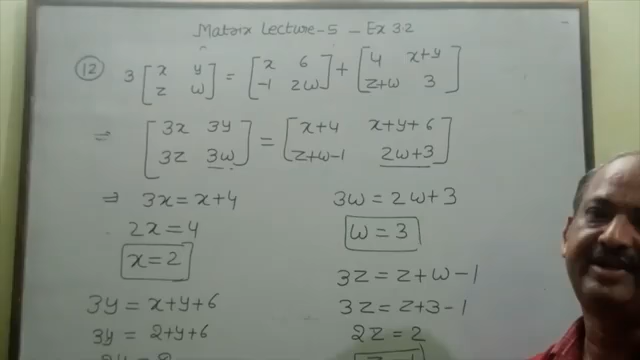 Matrix Lecture-5 - Ex 3.2
(12) 3 [x y; z w] = [x 6; -1 2w] + [4 x+y; z+w 3]
⇒ [3x 3y; 3z 3w] = [x+4 x+y+6; z+w-1 2w+3]
⇒ 3x = x+4
2x = 4
x = 2
3y = x+y+6
3y = 2+y+6
3w = 2w+3
w = 3
3z = z+w-1
3z = z+3-1
2z = 2